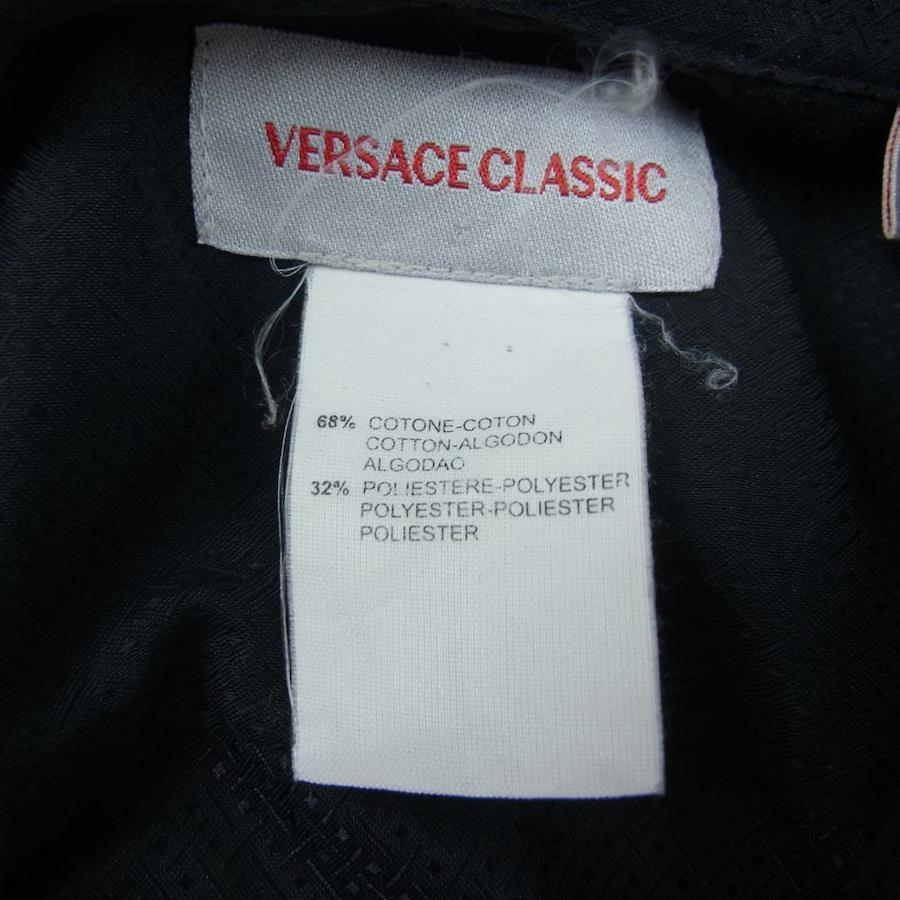 VERSACE CLASSIC
68% COTONE-COTON
COTTON-ALGODON
ALGODAO
32% POLIESTERE-POLYESTER
POLYESTER-POLIESTER
POLIESTER